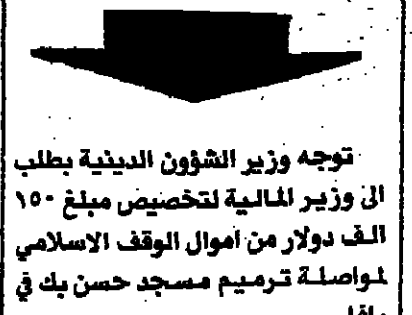 توجه وزير الشؤون الدينية بطلب
الى وزير المالية لتخصيص مبلغ ١٥٠
الف دولار من اموال الوقف الاسلامي
لمواصلة ترميم مسجد حسن بك في